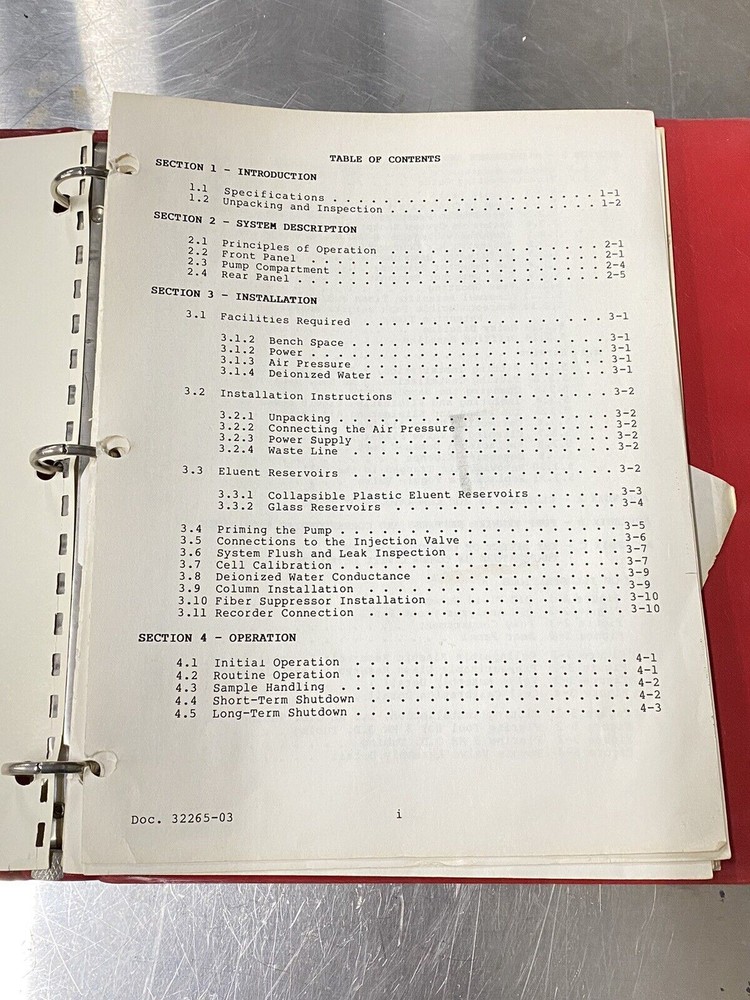 TABLE OF CONTENTS
SECTION 1 - INTRODUCTION
1.1 Specifications . . . . . . . . . . . . . . . . . . . . . 1-1
1.2 Unpacking and Inspection . . . . . . . . . . . . . . . . 1-2
SECTION 2 - SYSTEM DESCRIPTION
2.1 Principles of Operation . . . . . . . . . . . . . . . . 2-1
2.2 Front Panel . . . . . . . . . . . . . . . . . . . . . . 2-1
2.3 Pump Compartment . . . . . . . . . . . . . . . . . . . . 2-4
2.4 Rear Panel . . . . . . . . . . . . . . . . . . . . . . . 2-5
SECTION 3 - INSTALLATION
3.1 Facilities Required . . . . . . . . . . . . . . . . . . 3-1
3.1.2 Bench Space . . . . . . . . . . . . . . . . . . . . 3-1
3.1.2 Power . . . . . . . . . . . . . . . . . . . . . . . 3-1
3.1.3 Air Pressure . . . . . . . . . . . . . . . . . . . 3-1
3.1.4 Deionized Water . . . . . . . . . . . . . . . . . . 3-1
3.2 Installation Instructions . . . . . . . . . . . . . . . 3-2
3.2.1 Unpacking . . . . . . . . . . . . . . . . . . . . . 3-2
3.2.2 Connecting the Air Pressure . . . . . . . . . . . . 3-2
3.2.3 Power Supply . . . . . . . . . . . . . . . . . . . 3-2
3.2.4 Waste Line . . . . . . . . . . . . . . . . . . . . 3-2
3.3 Eluent Reservoirs . . . . . . . . . . . . . . . . . . . 3-2
3.3.1 Collapsible Plastic Eluent Reservoirs . . . . . . 3-3
3.3.2 Glass Reservoirs . . . . . . . . . . . . . . . . . 3-4
3.4 Priming the Pump . . . . . . . . . . . . . . . . . . . . 3-5
3.5 Connections to the Injection Valve . . . . . . . . . . . 3-6
3.6 System Flush and Leak Inspection . . . . . . . . . . . . 3-7
3.7 Cell Calibration . . . . . . . . . . . . . . . . . . . . 3-7
3.8 Deionized Water Conductance . . . . . . . . . . . . . . 3-9
3.9 Column Installation . . . . . . . . . . . . . . . . . . 3-9
3.10 Fiber Suppressor Installation . . . . . . . . . . . . . 3-10
3.11 Recorder Connection . . . . . . . . . . . . . . . . . . 3-10
SECTION 4 - OPERATION
4.1 Initial Operation . . . . . . . . . . . . . . . . . . . 4-1
4.2 Routine Operation . . . . . . . . . . . . . . . . . . . 4-1
4.3 Sample Handling . . . . . . . . . . . . . . . . . . . . 4-2
4.4 Short-Term Shutdown . . . . . . . . . . . . . . . . . . 4-2
4.5 Long-Term Shutdown . . . . . . . . . . . . . . . . . . . 4-3
Doc. 32265-03 i